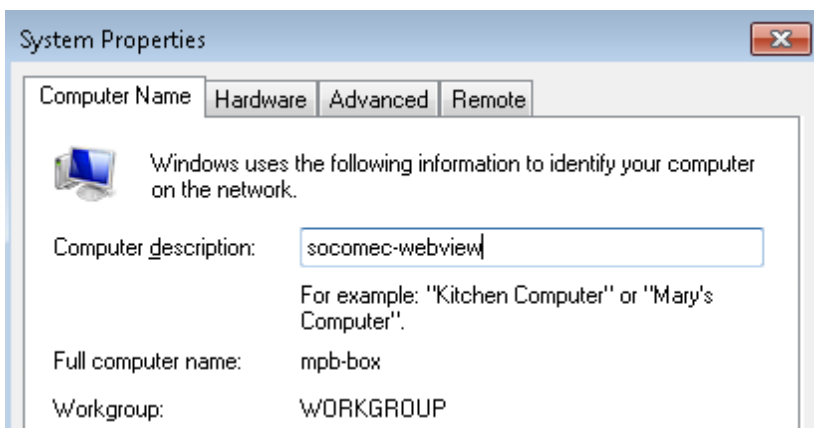 System Properties
Computer Name Hardware Advanced Remote
Windows uses the following information to identify your computer
on the network.
Computer description: socomec-webview
For example: "Kitchen Computer" or "Mary's
Computer".
Full computer name: mpb-box
Workgroup: WORKGROUP